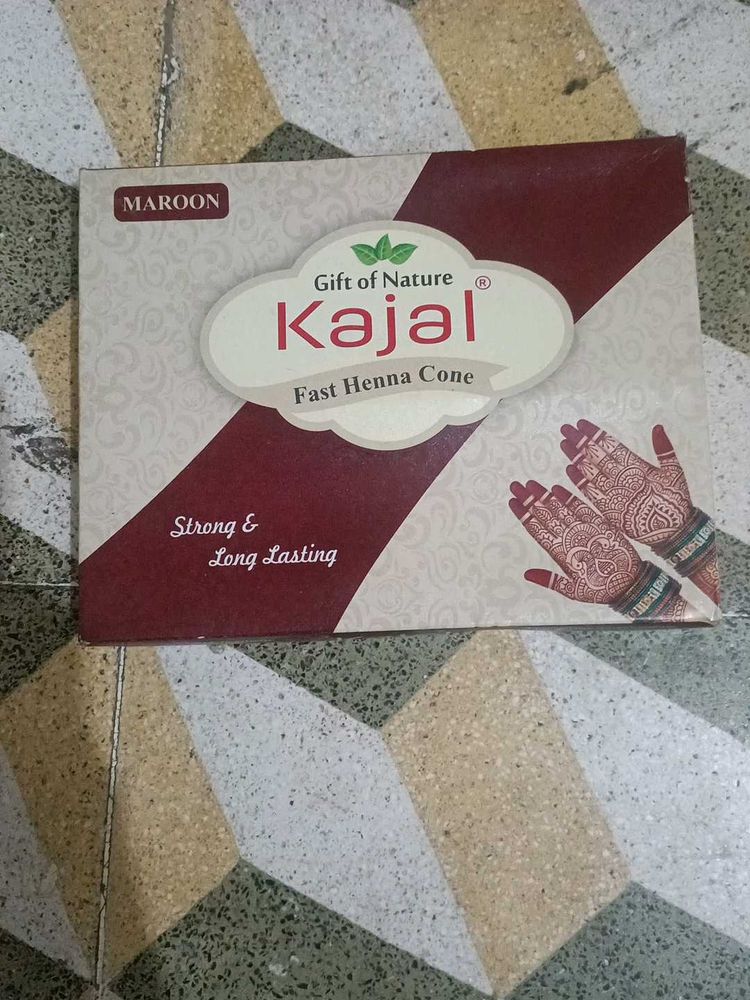 MAROON
Gift of Nature
Kajal®
Fast Henna Cone
Strong &
Long Lasting